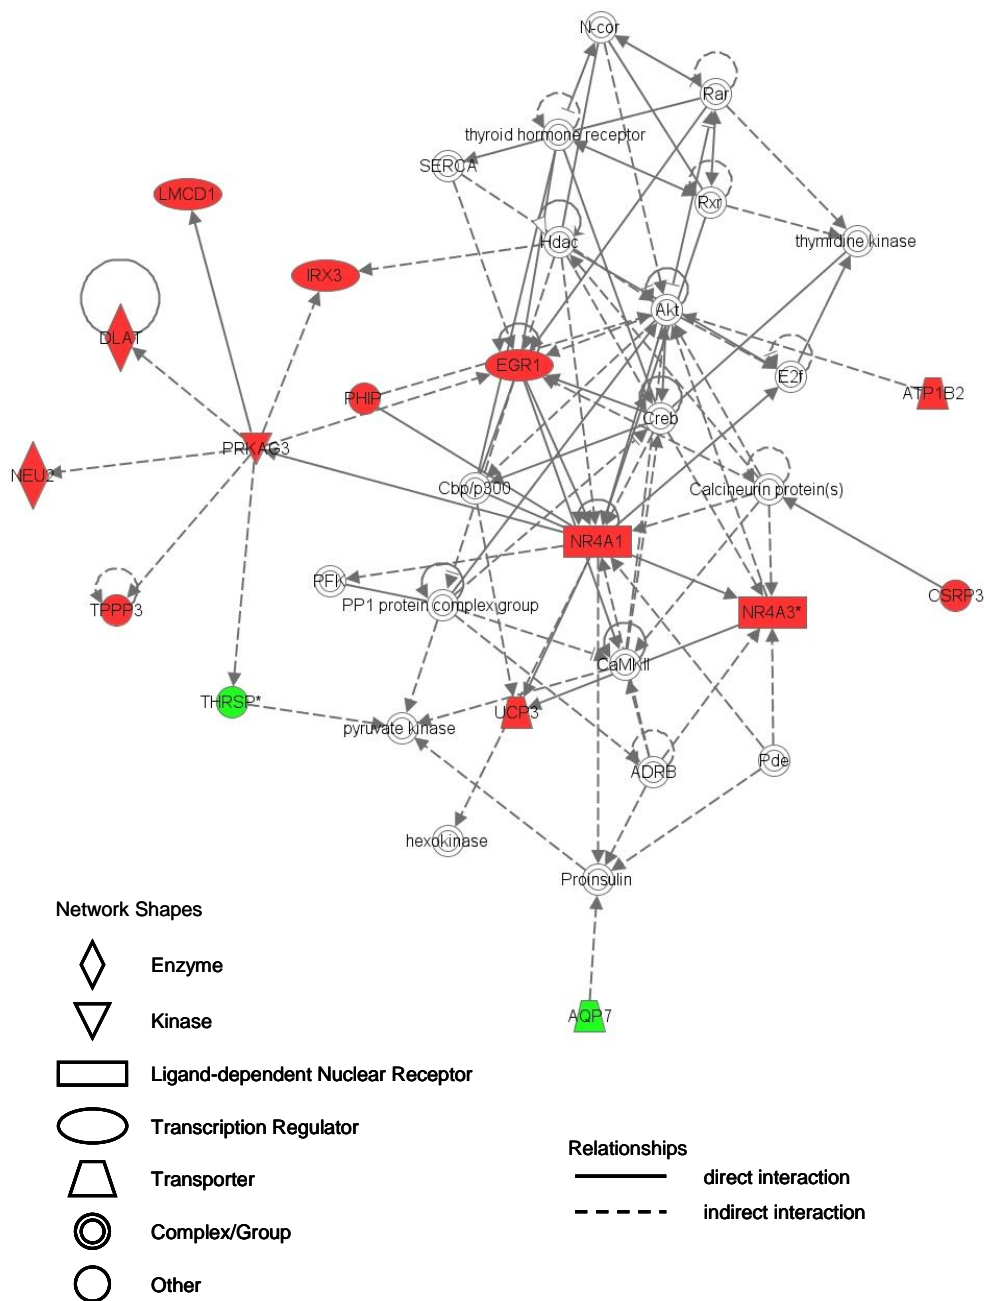 N-cor
Rar
thyroid hormone receptor
SERCA
LMCD1
Rxr
Hdac
thymidine kinase
IRX3
Akt
DLAT
EGR1
E2f
PHIP
ATP1B2
Creb
PRKAG3
NEU2
Cbp/p300
Calcineurin protein(s)
NR4A1
PFK
PP1 protein complex group
TPPP3
NR4A3*
CSRP3
CaMKII
THRSP*
UCP3
pyruvate kinase
ADRB
Pde
hexokinase
Proinsulin
AQP7
Network Shapes
Enzyme
Kinase
Ligand-dependent Nuclear Receptor
Transcription Regulator
Transporter
Complex/Group
Other
Relationships
direct interaction
indirect interaction